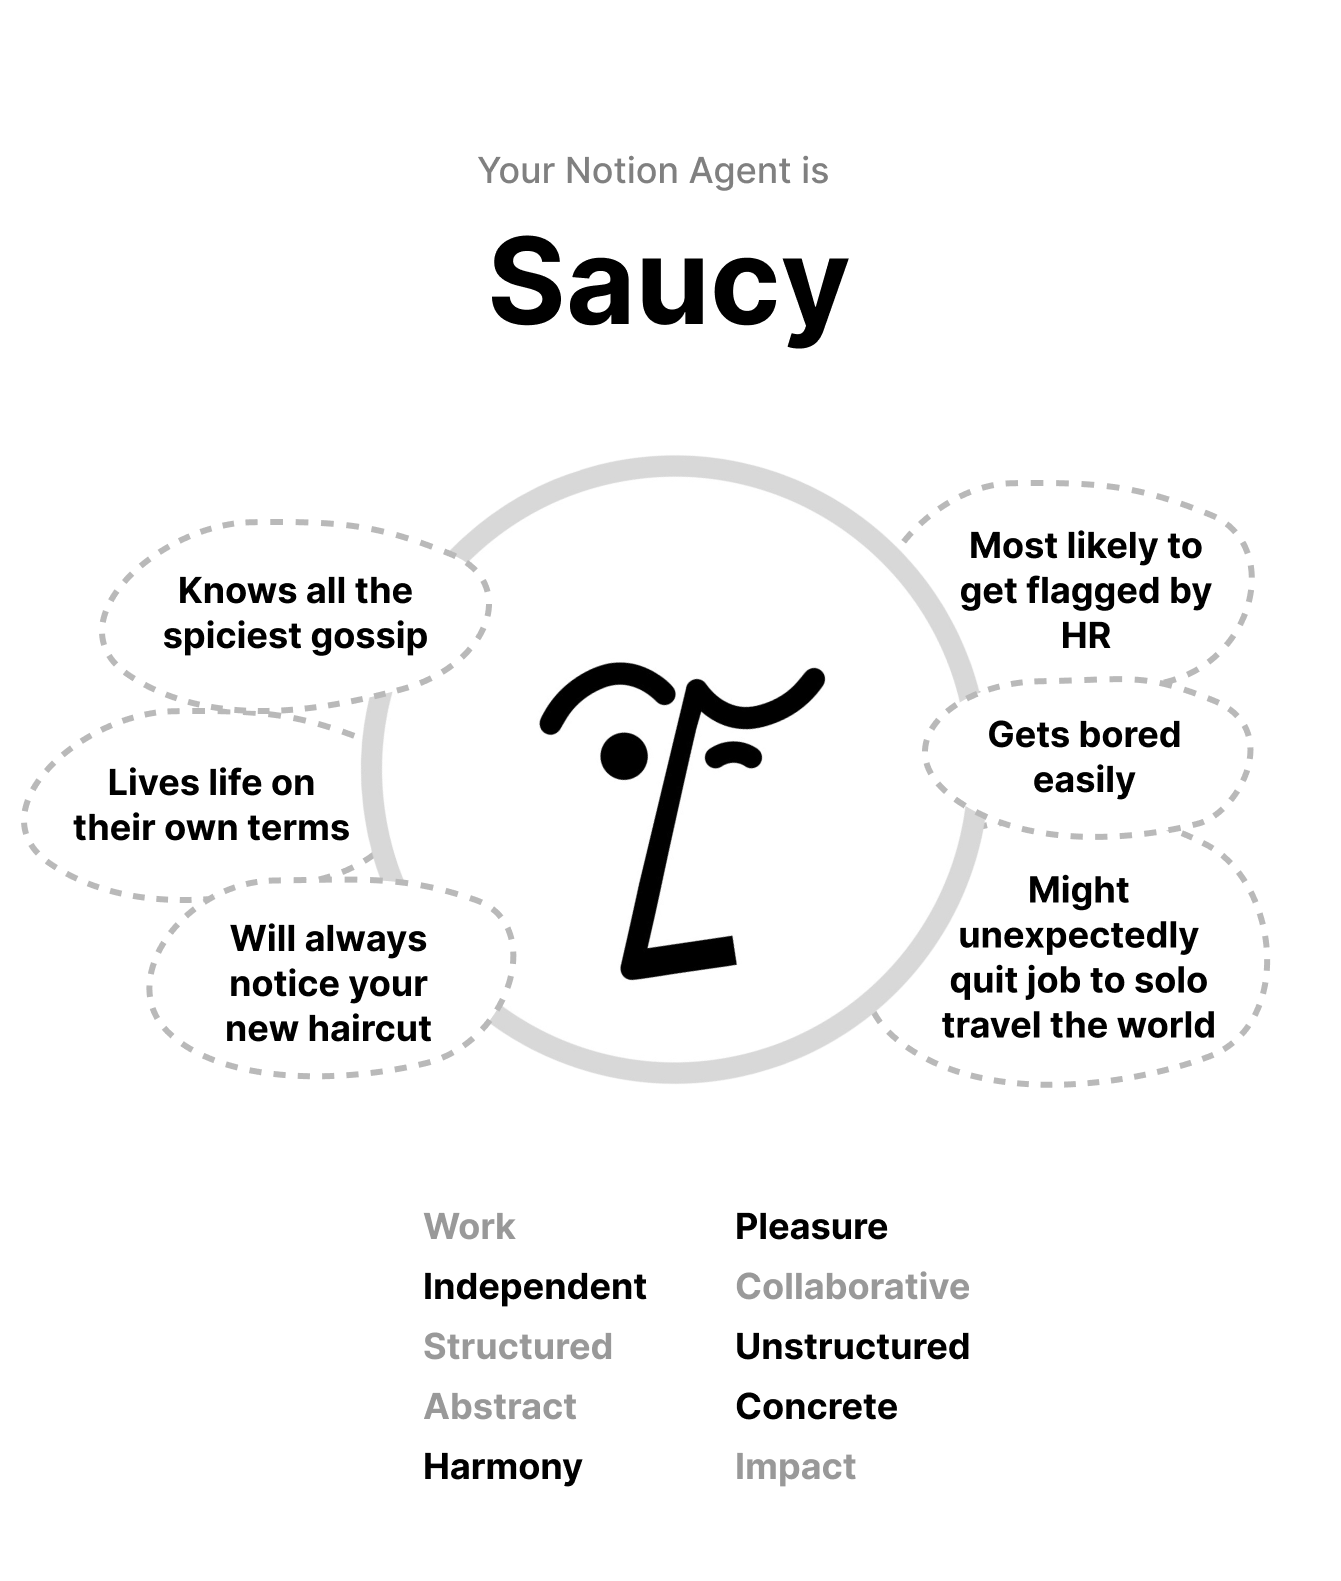 Your Notion Agent is
Saucy
Knows all the
spiciest gossip
Lives life on
their own terms
Will always
notice your
new haircut
Most likely to
get flagged by
HR
Gets bored
easily
Might
unexpectedly
quit job to solo
travel the world
Work Pleasure
Independent Collaborative
Structured Unstructured
Abstract Concrete
Harmony Impact